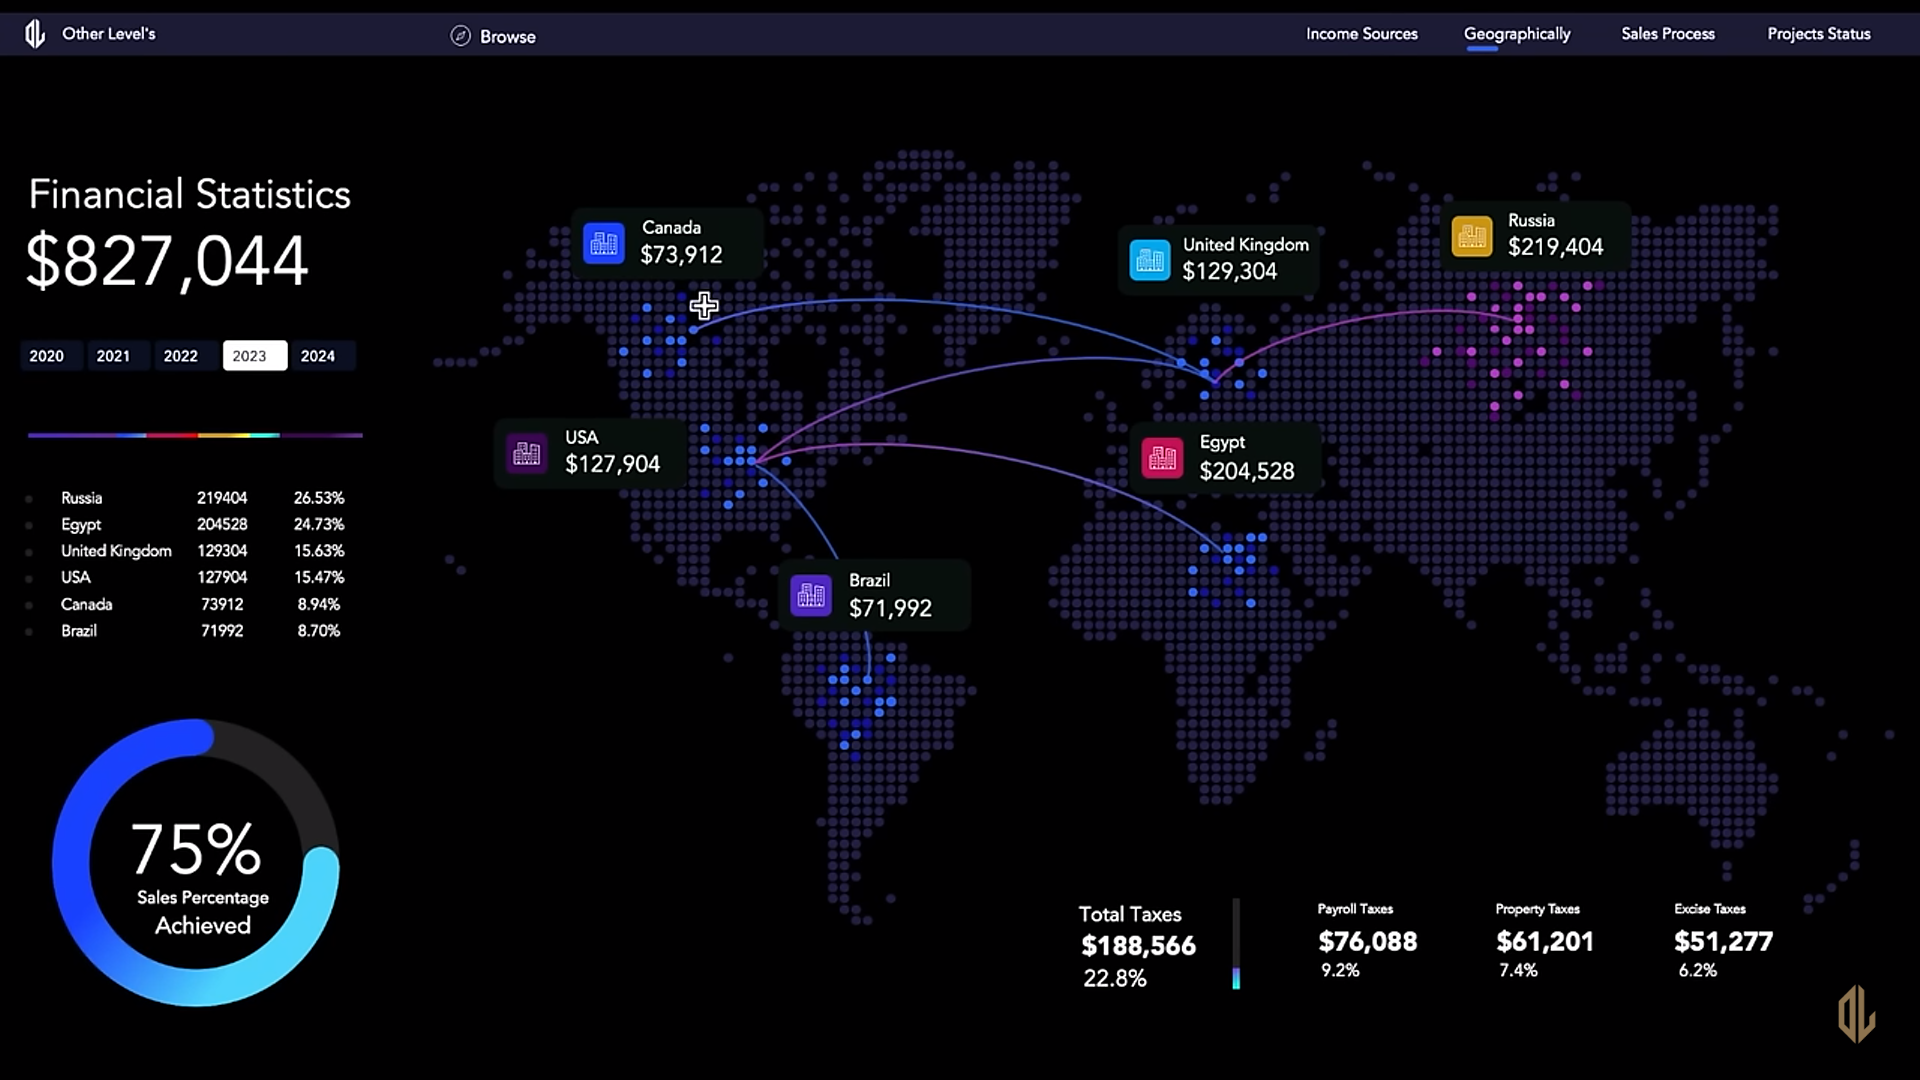 Other Level's
Browse
Income Sources
Geographically
Sales Process
Projects Status
Financial Statistics
$827,044
2020 2021 2022 2023 2024
Russia 219404 26.53%
Egypt 204528 24.73%
United Kingdom 129304 15.63%
USA 127904 15.47%
Canada 73912 8.94%
Brazil 71992 8.70%
75%
Sales Percentage
Achieved
Canada
$73,912
United Kingdom
$129,304
Russia
$219,404
USA
$127,904
Egypt
$204,528
Brazil
$71,992
Total Taxes
$188,566
22.8%
Payroll Taxes
$76,088
9.2%
Property Taxes
$61,201
7.4%
Excise Taxes
$51,277
6.2%